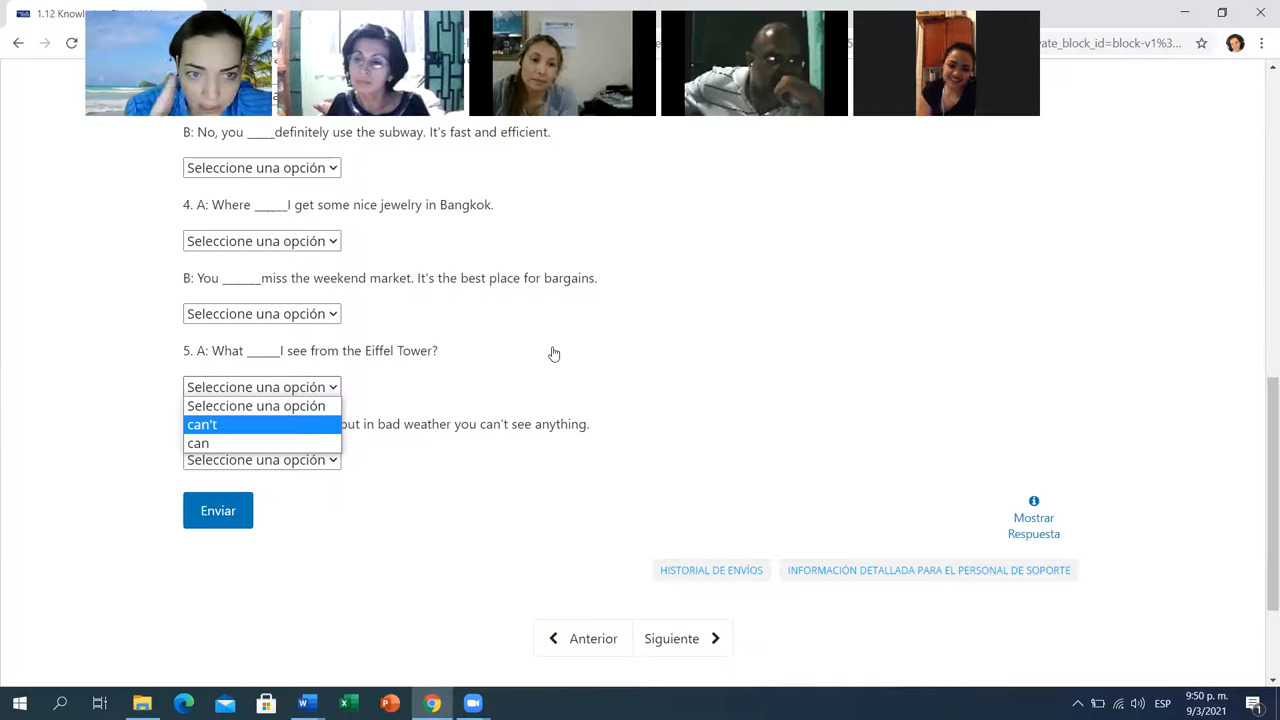 1.12 Knowle
vate_block_id=block-v1%3...
B: No, you _____definitely use the subway. It's fast and efficient.
Seleccione una opción
4. A: Where _____I get some nice jewelry in Bangkok.
Seleccione una opción
B: You ______miss the weekend market. It's the best place for bargains.
Seleccione una opción
5. A: What _____I see from the Eiffel Tower?
Seleccione una opción
Seleccione una opción
can't
but in bad weather you can't see anything.
can
Seleccione una opción
Enviar
Mostrar
Respuesta
HISTORIAL DE ENVÍOS
INFORMACIÓN DETALLADA PARA EL PERSONAL DE SOPORTE
Anterior
Siguiente
ESP
9:50 p. m.
9/3/2021